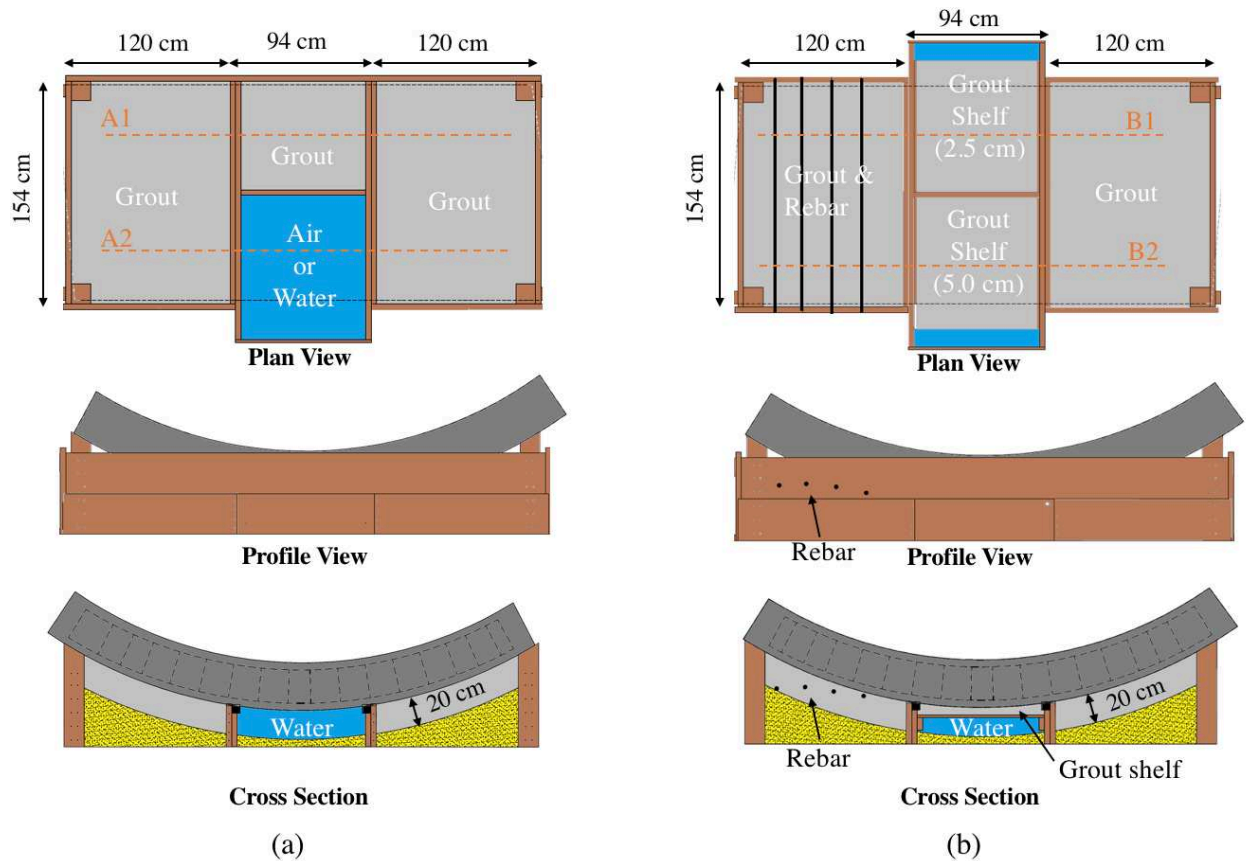 120 cm
94 cm
120 cm
154 cm
A1
Grout
Grout
Grout
A2
Air
or
Water
Plan View
Profile View
20 cm
Water
Cross Section
(a)
94 cm
120 cm
120 cm
154 cm
Grout
Shelf
(2.5 cm)
B1
Grout &
Rebar
Grout
Grout
Shelf
(5.0 cm)
B2
Plan View
Rebar
Profile View
20 cm
Water
Rebar
Grout shelf
Cross Section
(b)